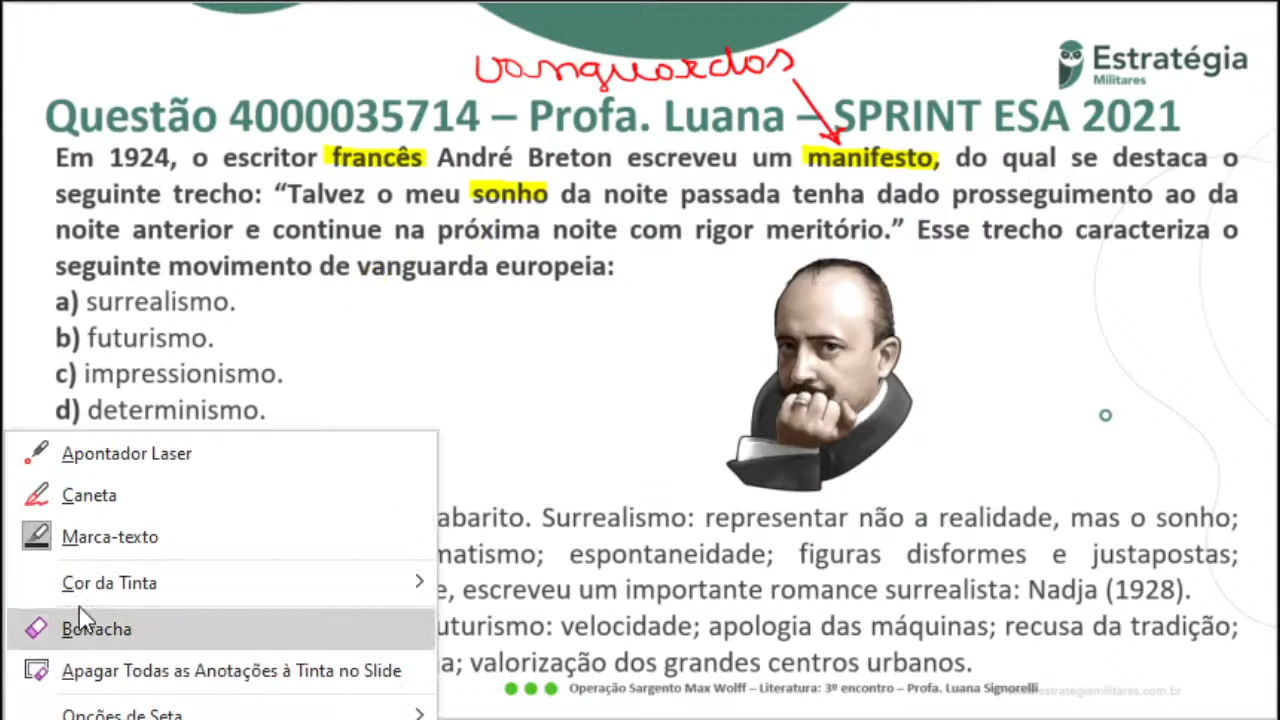 vanguardas
Estratégia
Militares
Questão 4000035714 – Profa. Luana – SPRINT ESA 2021
Em 1924, o escritor francês André Breton escreveu um manifesto, do qual se destaca o
seguinte trecho: “Talvez o meu sonho da noite passada tenha dado prosseguimento ao da
noite anterior e continue na próxima noite com rigor meritório.” Esse trecho caracteriza o
seguinte movimento de vanguarda europeia:
a) surrealismo.
b) futurismo.
c) impressionismo.
d) determinismo.
Apontador Laser
Caneta
Marca-texto
Cor da Tinta
Borracha
Apagar Todas as Anotações à Tinta no Slide
Opções de Seta
abarito. Surrealismo: representar não a realidade, mas o sonho;
matismo; espontaneidade; figuras disformes e justapostas;
e, escreveu um importante romance surrealista: Nadja (1928).
uturismo: velocidade; apologia das máquinas; recusa da tradição;
a; valorização dos grandes centros urbanos.
Operação Sargento Max Wolff – Literatura: 3º encontro – Profa. Luana Signorelli
estrategiamilitares.com.br